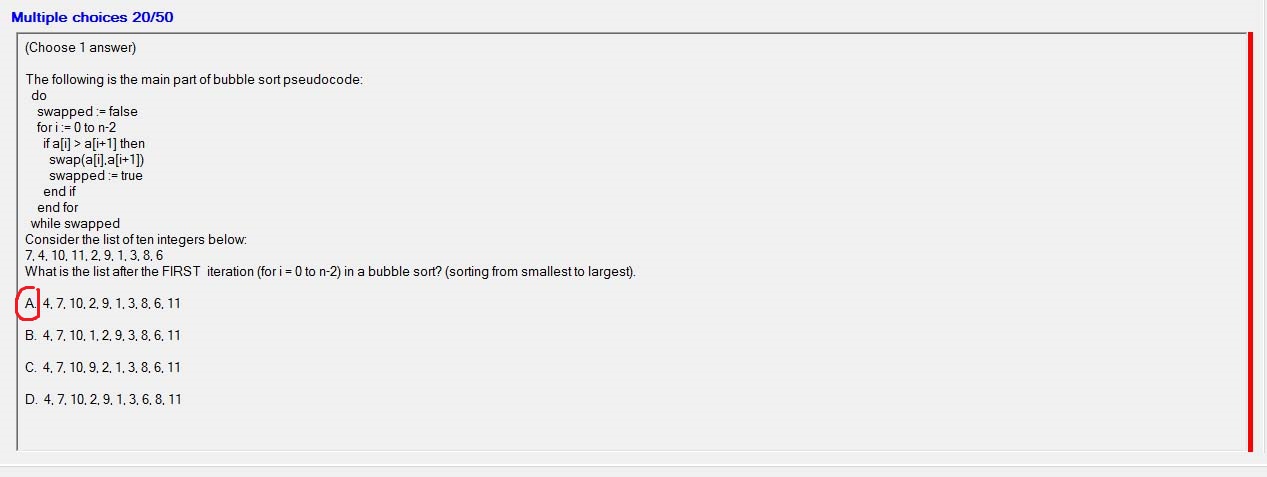 Multiple choices 20/50
(Choose 1 answer)
The following is the main part of bubble sort pseudocode:
do
swapped := false
for i := 0 to n-2
if a[i] > a[i+1] then
swap(a[i],a[i+1])
swapped := true
end if
end for
while swapped
Consider the list of ten integers below:
7, 4, 10, 11, 2, 9, 1, 3, 8, 6
What is the list after the FIRST iteration (for i = 0 to n-2) in a bubble sort? (sorting from smallest to largest).
A. 4, 7, 10, 2, 9, 1, 3, 8, 6, 11
B. 4, 7, 10, 1, 2, 9, 3, 8, 6, 11
C. 4, 7, 10, 9, 2, 1, 3, 8, 6, 11
D. 4, 7, 10, 2, 9, 1, 3, 6, 8, 11